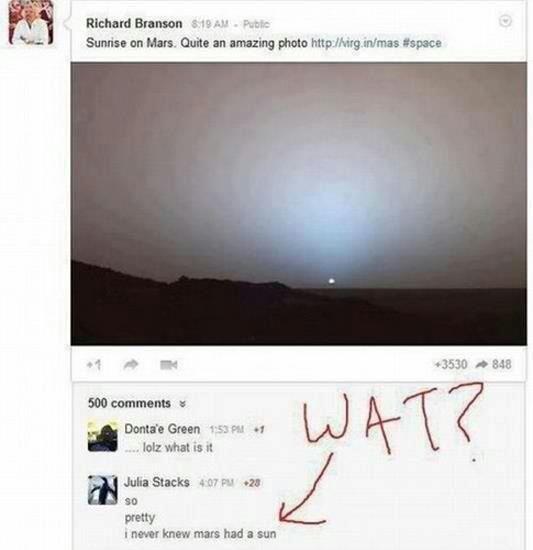 Richard Branson 8:19 AM - Public
Sunrise on Mars. Quite an amazing photo http://virg.in/mas #space
+1
+3530 848
500 comments
WAT?
Donta'e Green 1:53 PM +1
.... lolz what is it
Julia Stacks 4:07 PM +28
so
pretty
i never knew mars had a sun